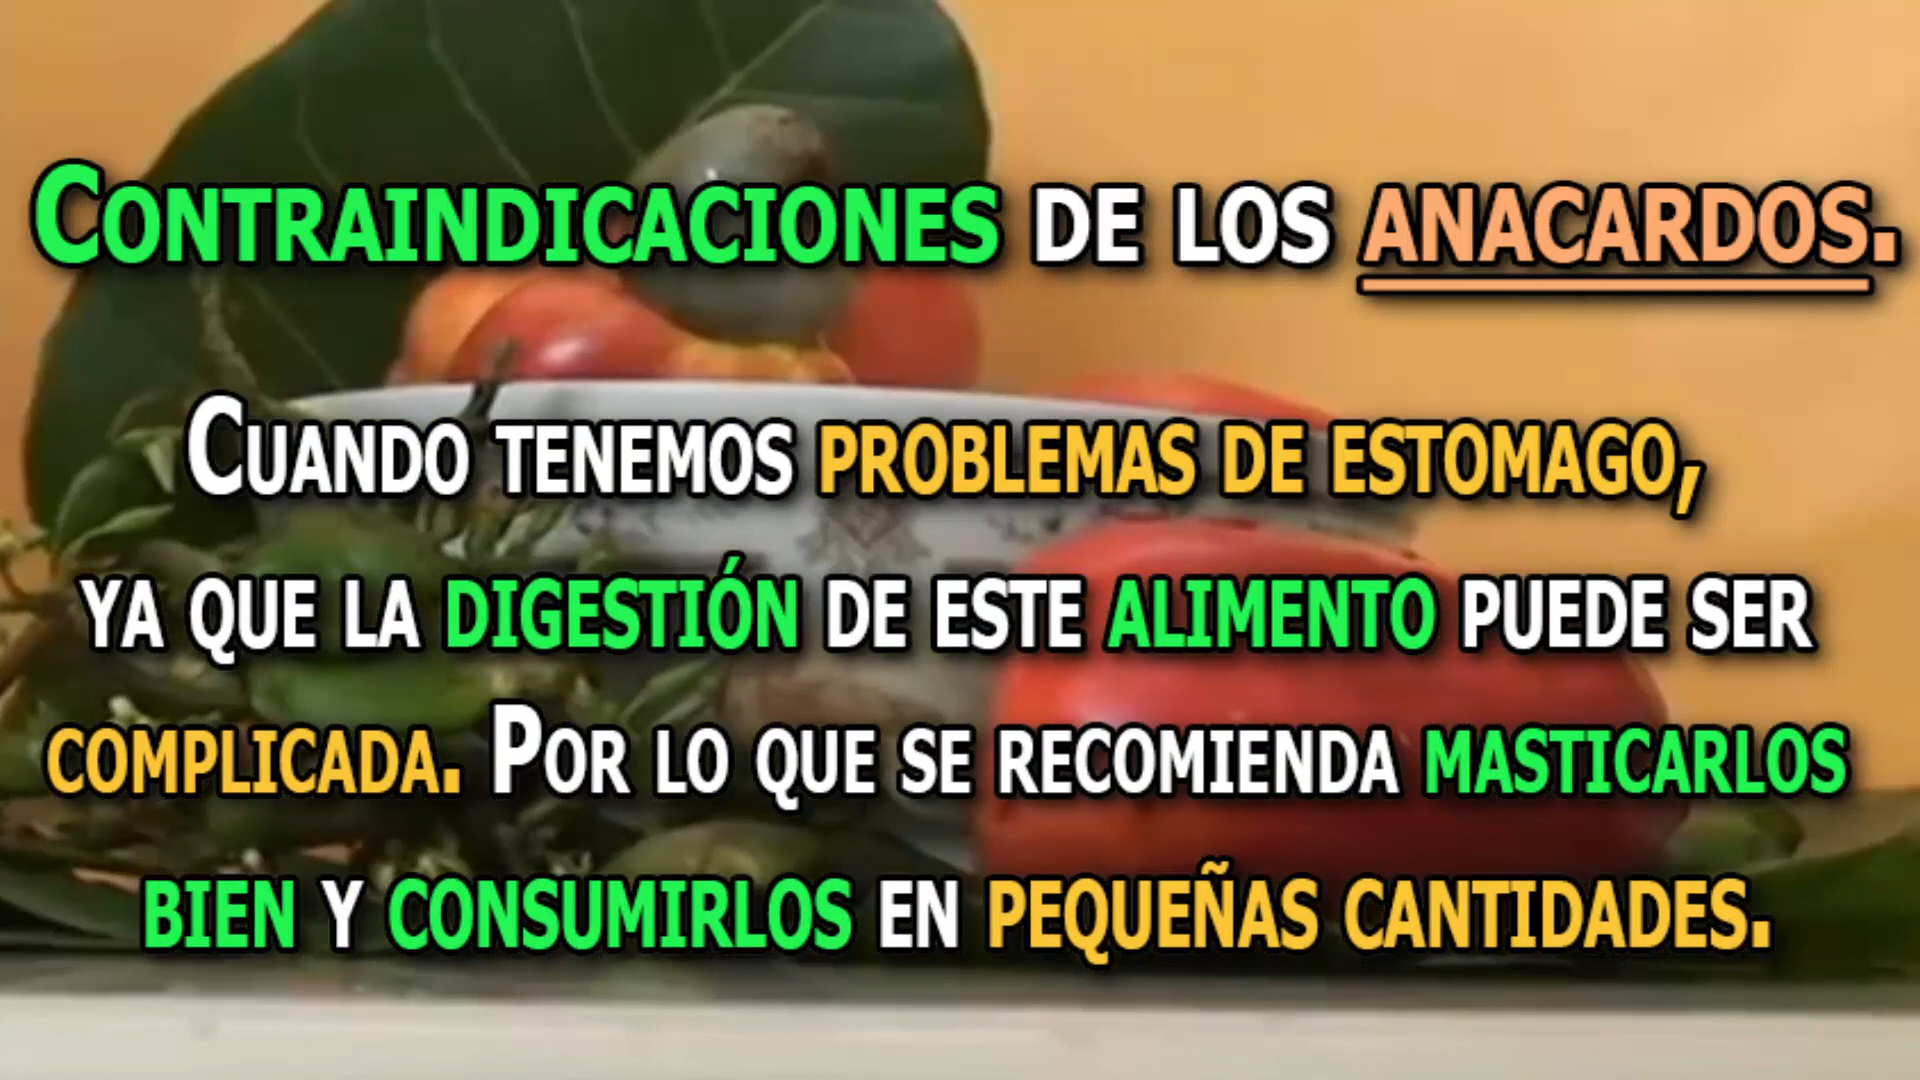 Contraindicaciones de los anacardos.
Cuando tenemos problemas de estomago,
ya que la digestión de este alimento puede ser
complicada. Por lo que se recomienda masticarlos
bien y consumirlos en pequeñas cantidades.